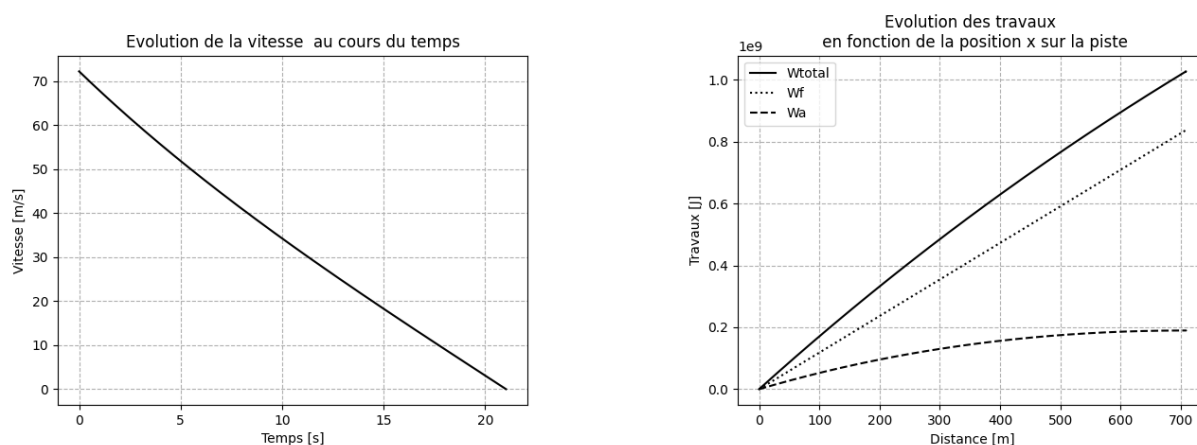 Evolution de la vitesse  au cours du temps
70
60
50
40
30
20
10
0
Vitesse [m/s]
0 5 10 15 20
Temps [s]
Evolution des travaux
en fonction de la position x sur la piste
1e9
Wtotal
Wf
Wa
1.0
0.8
0.6
0.4
0.2
0.0
Travaux [J]
0 100 200 300 400 500 600 700
Distance [m]